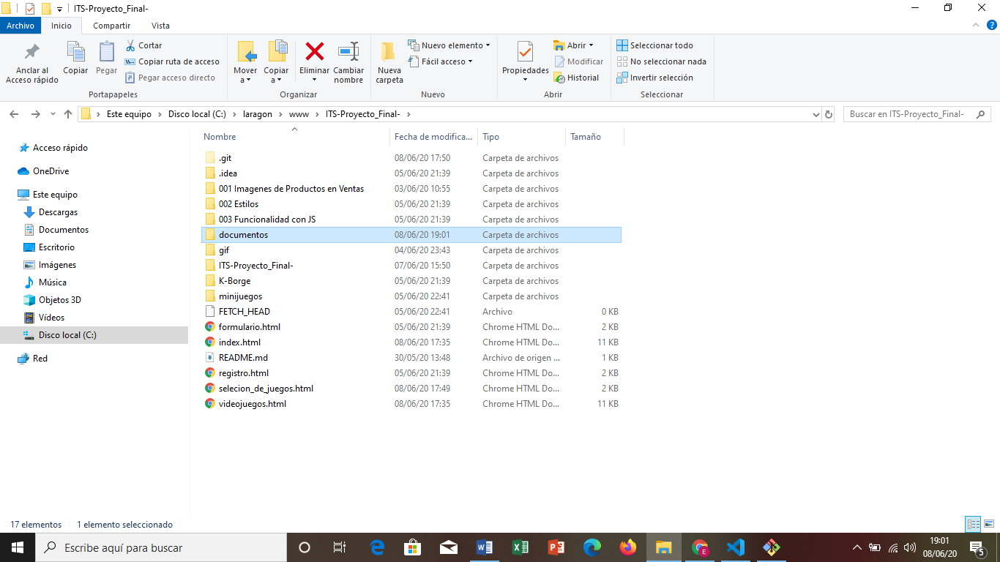 ITS-Proyecto_Final-
Archivo Inicio Compartir Vista
Anclar al Acceso rápido
Copiar
Pegar
Cortar
Copiar ruta de acceso
Pegar acceso directo
Portapapeles
Mover a
Copiar a
Eliminar
Cambiar nombre
Organizar
Nueva carpeta
Nuevo elemento
Fácil acceso
Nuevo
Propiedades
Abrir
Modificar
Historial
Abrir
Seleccionar todo
No seleccionar nada
Invertir selección
Seleccionar
Este equipo > Disco local (C:) > laragon > www > ITS-Proyecto_Final- >
Buscar en ITS-Proyecto_Final-
Acceso rápido
OneDrive
Este equipo
Descargas
Documentos
Escritorio
Imágenes
Música
Objetos 3D
Vídeos
Disco local (C:)
Red
Nombre Fecha de modifica... Tipo Tamaño
.git 08/06/20 17:50 Carpeta de archivos
.idea 05/06/20 21:39 Carpeta de archivos
001 Imagenes de Productos en Ventas 03/06/20 10:55 Carpeta de archivos
002 Estilos 05/06/20 21:39 Carpeta de archivos
003 Funcionalidad con JS 05/06/20 21:39 Carpeta de archivos
documentos 08/06/20 19:01 Carpeta de archivos
gif 04/06/20 23:43 Carpeta de archivos
ITS-Proyecto_Final- 07/06/20 15:50 Carpeta de archivos
K-Borge 05/06/20 21:39 Carpeta de archivos
minijuegos 05/06/20 22:41 Carpeta de archivos
FETCH_HEAD 05/06/20 22:41 Archivo 0 KB
formulario.html 05/06/20 21:39 Chrome HTML Do... 2 KB
index.html 08/06/20 17:35 Chrome HTML Do... 11 KB
README.md 30/05/20 13:48 Archivo de origen ... 1 KB
registro.html 05/06/20 21:39 Chrome HTML Do... 2 KB
selecion_de_juegos.html 08/06/20 17:49 Chrome HTML Do... 2 KB
videojuegos.html 08/06/20 17:35 Chrome HTML Do... 11 KB
17 elementos 1 elemento seleccionado
Escribe aquí para buscar
19:01
08/06/20
5